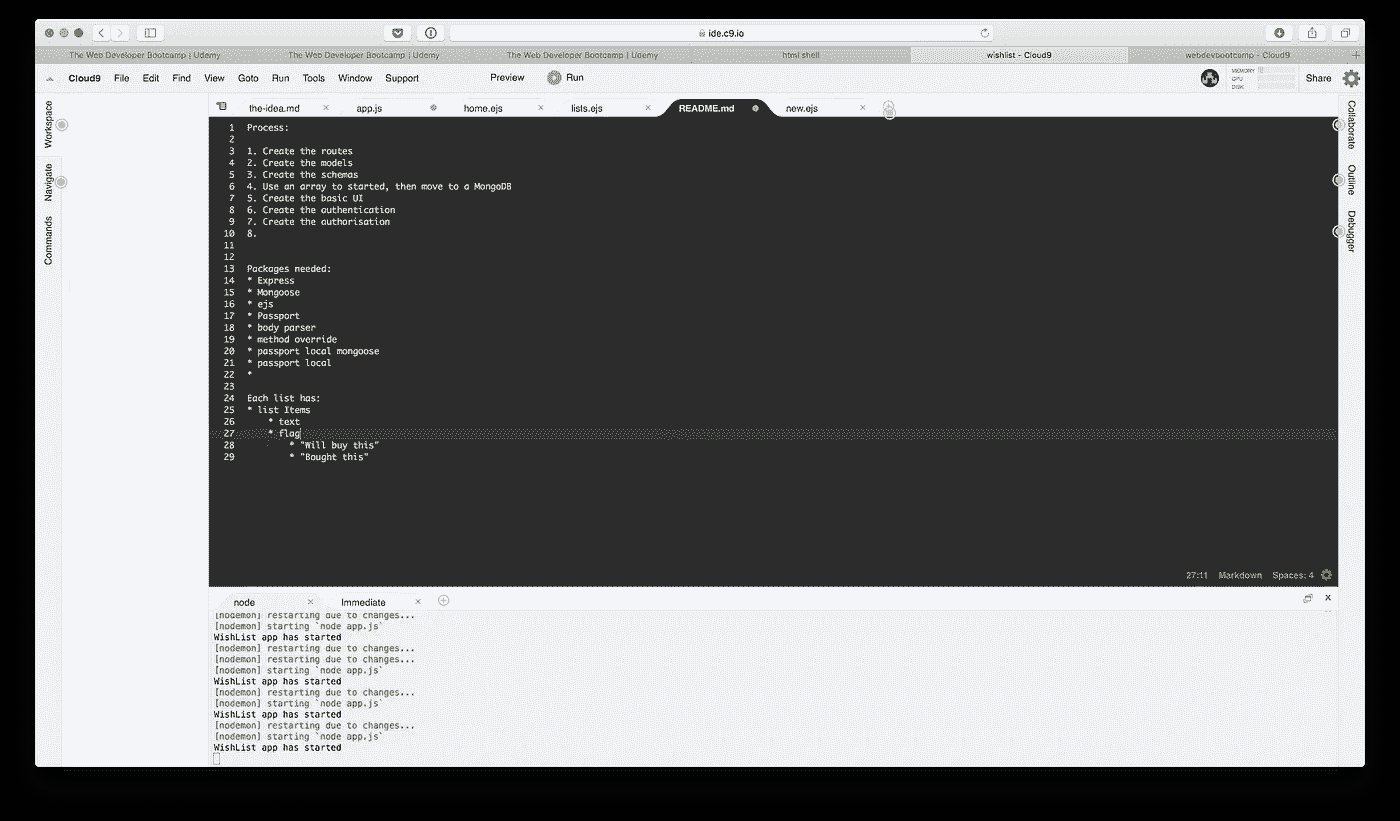 ide.c9.io
The Web Developer Bootcamp | Udemy The Web Developer Bootcamp | Udemy The Web Developer Bootcamp | Udemy html shell wishlist - Cloud9 webdevbootcamp - Cloud9
Cloud9 File Edit Find View Goto Run Tools Window Support Preview Run MEMORY CPU DISK Share
Workspace
Navigate
Commands
the-idea.md app.js home.ejs lists.ejs README.md new.ejs
1 Process:
2
3 1. Create the routes
4 2. Create the models
5 3. Create the schemas
6 4. Use an array to started, then move to a MongoDB
7 5. Create the basic UI
8 6. Create the authentication
9 7. Create the authorisation
10 8.
11
12
13 Packages needed:
14 * Express
15 * Mongoose
16 * ejs
17 * Passport
18 * body parser
19 * method override
20 * passport local mongoose
21 * passport local
22 *
23
24 Each list has:
25 * list Items
26 * text
27 * flag
28 * "Will buy this"
29 * "Bought this"
27:11 Markdown Spaces: 4
Collaborate
Outline
Debugger
node Immediate
[nodemon] restarting due to changes...
[nodemon] starting `node app.js`
WishList app has started
[nodemon] restarting due to changes...
[nodemon] restarting due to changes...
[nodemon] starting `node app.js`
WishList app has started
[nodemon] restarting due to changes...
[nodemon] starting `node app.js`
WishList app has started
[nodemon] restarting due to changes...
[nodemon] starting `node app.js`
WishList app has started